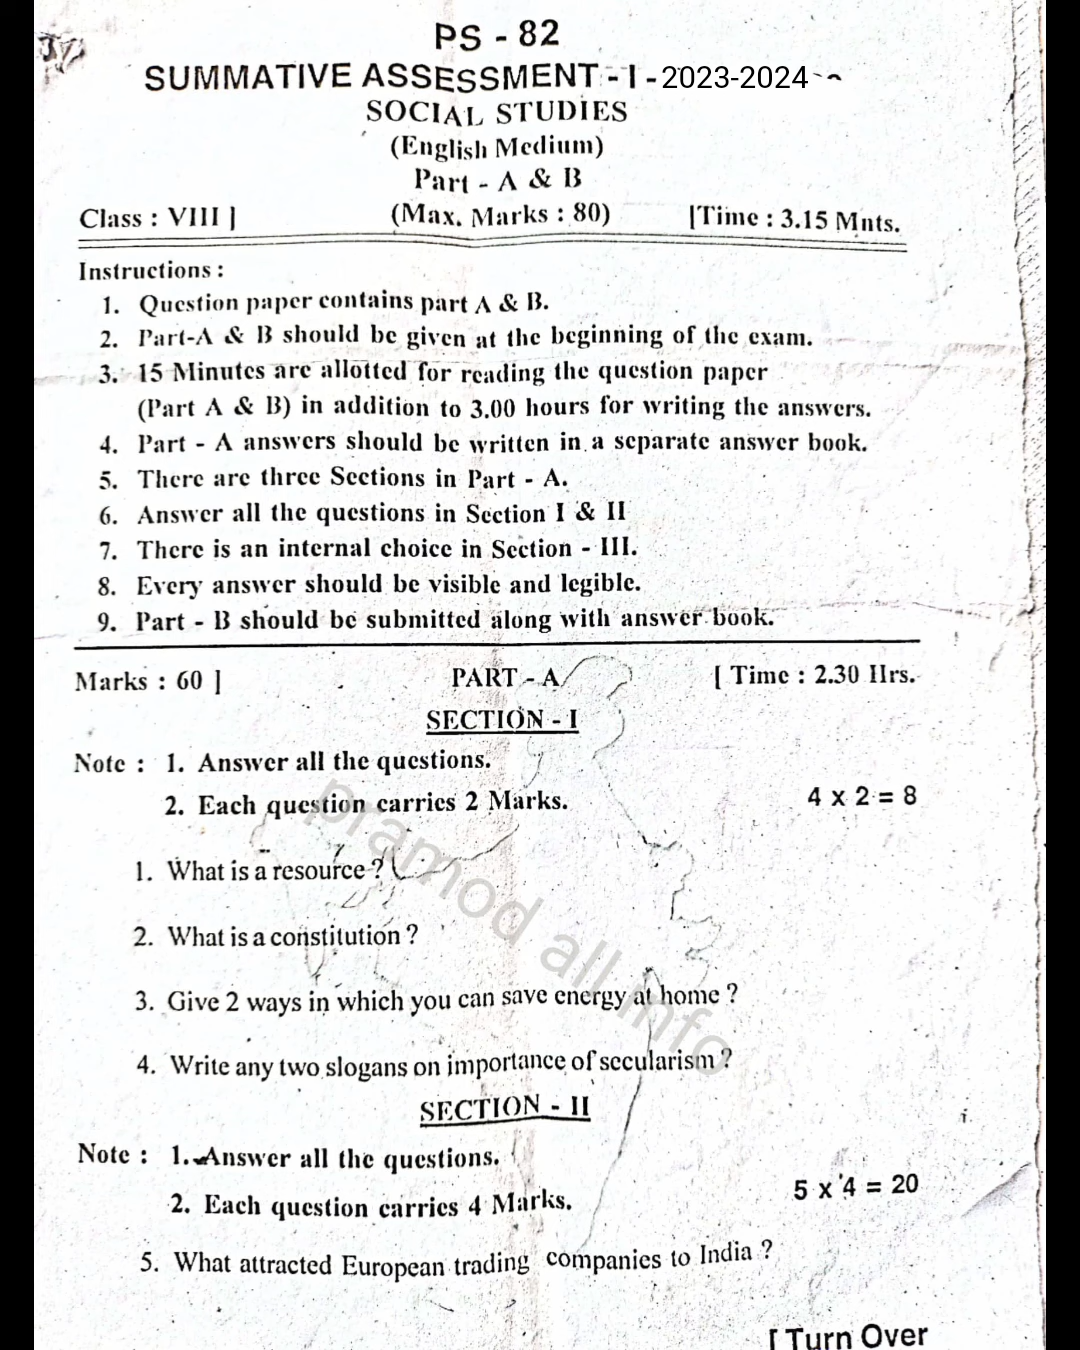 PS - 82
SUMMATIVE ASSESSMENT - I - 2023-2024
SOCIAL STUDIES
(English Medium)
Part - A & B
Class : VIII ] (Max. Marks : 80) [Time : 3.15 Mnts.
Instructions :
1. Question paper contains part A & B.
2. Part-A & B should be given at the beginning of the exam.
3. 15 Minutes are allotted for reading the question paper
(Part A & B) in addition to 3.00 hours for writing the answers.
4. Part - A answers should be written in a separate answer book.
5. There are three Sections in Part - A.
6. Answer all the questions in Section I & II
7. There is an internal choice in Section - III.
8. Every answer should be visible and legible.
9. Part - B should be submitted along with answer book.
Marks : 60 ] PART - A [ Time : 2.30 Hrs.
SECTION - I
Note : 1. Answer all the questions.
2. Each question carries 2 Marks. 4 x 2 = 8
1. What is a resource ?
2. What is a constitution ?
3. Give 2 ways in which you can save energy at home ?
4. Write any two slogans on importance of secularism ?
SECTION - II
Note : 1. Answer all the questions.
2. Each question carries 4 Marks. 5 x 4 = 20
5. What attracted European trading companies to India ?
[ Turn Over
pramod all info